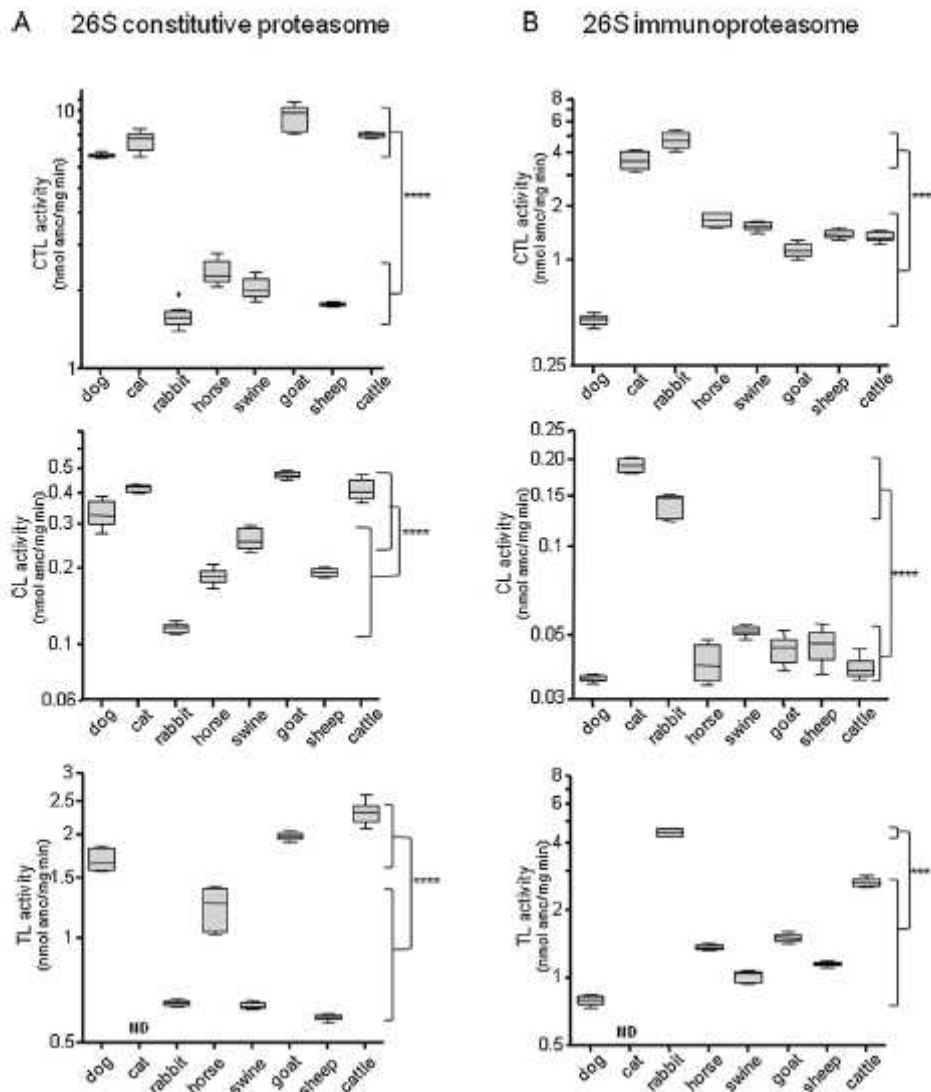 A 26S constitutive proteasome
B 26S immunoproteasome
CTL activity
(nmol amc/mg min)
10
1
****
dog cat rabbit horse swine goat sheep cattle
CTL activity
(nmol amc/mg min)
8
6
4
2
1
0.25
***
dog cat rabbit horse swine goat sheep cattle
CL activity
(nmol amc/mg min)
0.5
0.4
0.3
0.2
0.1
0.06
****
dog cat rabbit horse swine goat sheep cattle
CL activity
(nmol amc/mg min)
0.25
0.20
0.15
0.1
0.05
0.03
****
dog cat rabbit horse swine goat sheep cattle
TL activity
(nmol amc/mg min)
3
2.5
2
1.5
1
0.5
ND
****
dog cat rabbit horse swine goat sheep cattle
TL activity
(nmol amc/mg min)
8
6
4
2
1
0.5
ND
***
dog cat rabbit horse swine goat sheep cattle